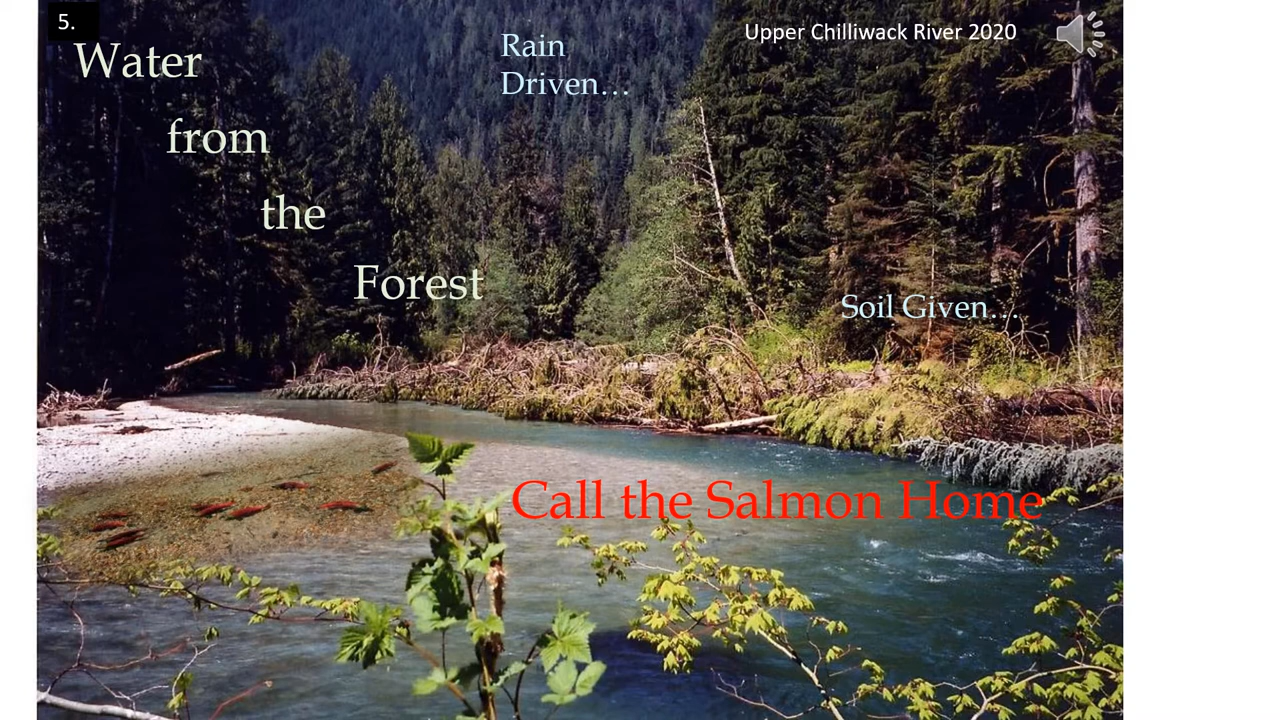 5.
Water
from
the
Forest
Rain
Driven…
Upper Chilliwack River 2020
Soil Given…
Call the Salmon Home